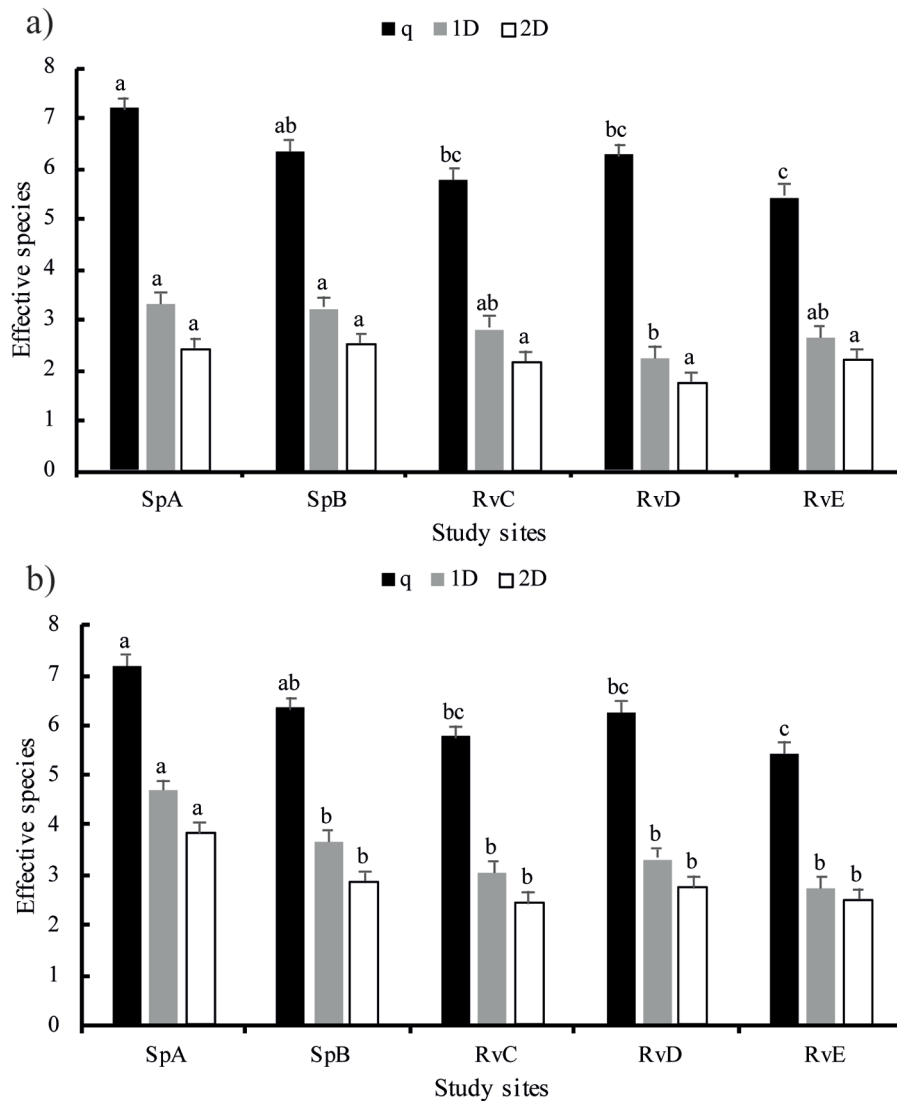 a)
q 1D 2D
Effective species
8
7
6
5
4
3
2
1
0
a a a
ab a a
bc ab a
bc b a
c ab a
SpA SpB RvC RvD RvE
Study sites
b)
q 1D 2D
Effective species
8
7
6
5
4
3
2
1
0
a a a
ab b b
bc b b
bc b b
c b b
SpA SpB RvC RvD RvE
Study sites